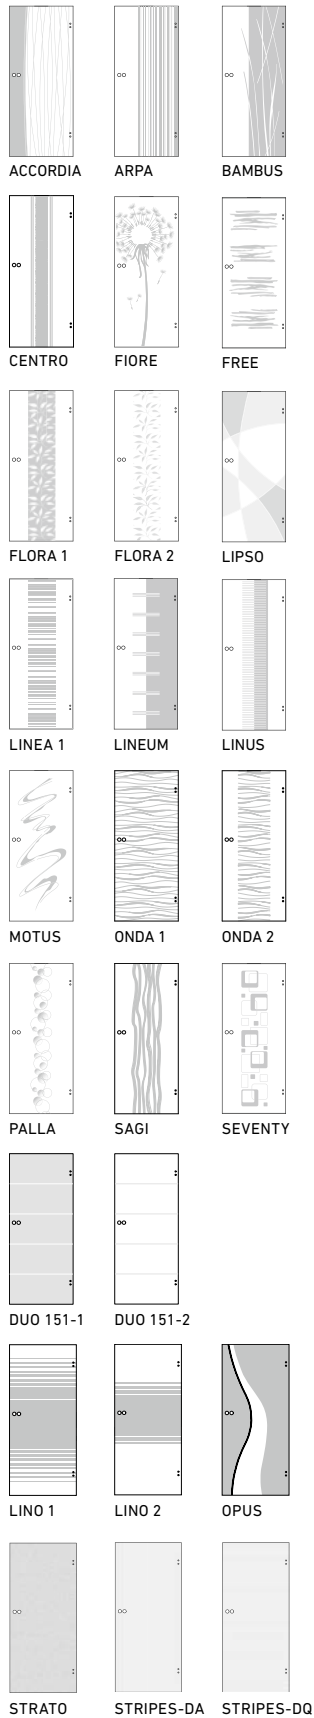 ACCORDIA ARPA BAMBUS
CENTRO FIORE FREE
FLORA 1 FLORA 2 LIPSO
LINEA 1 LINEUM LINUS
MOTUS ONDA 1 ONDA 2
PALLA SAGI SEVENTY
DUO 151-1 DUO 151-2
LINO 1 LINO 2 OPUS
STRATO STRIPES-DA STRIPES-DQ